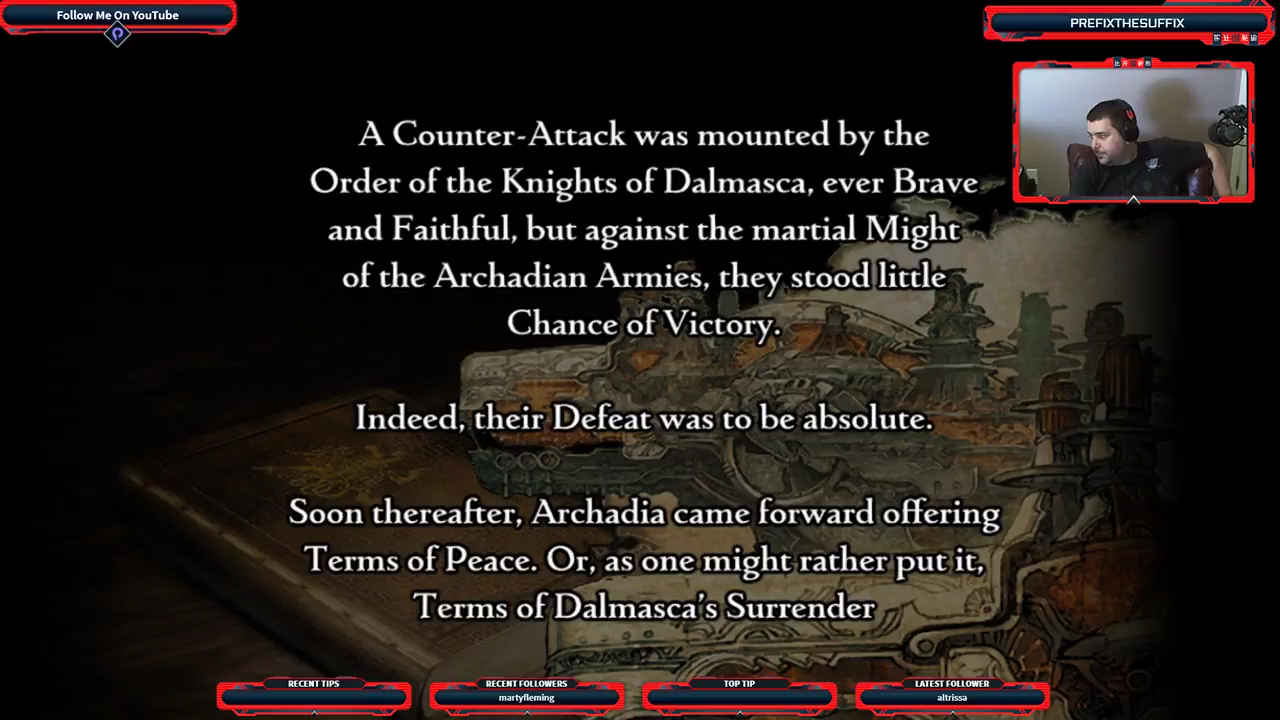 Follow Me On YouTube
PREFIXTHESUFFIX
A Counter-Attack was mounted by the
Order of the Knights of Dalmasca, ever Brave
and Faithful, but against the martial Might
of the Archadian Armies, they stood little
Chance of Victory.
Indeed, their Defeat was to be absolute.
Soon thereafter, Archadia came forward offering
Terms of Peace. Or, as one might rather put it,
Terms of Dalmasca's Surrender
RECENT TIPS
RECENT FOLLOWERS
martyfleming
TOP TIP
LATEST FOLLOWER
altrissa